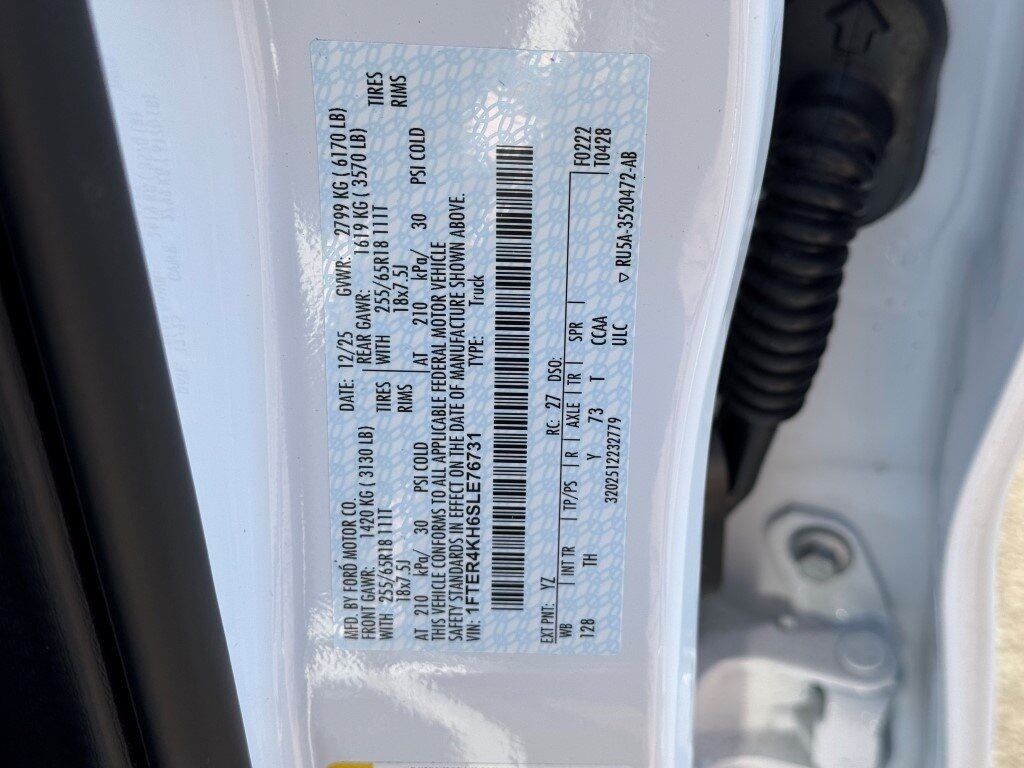 MFD. BY FORD MOTOR CO. DATE: 12/25 GVWR: 2799 KG ( 6170 LB)
FRONT GAWR: 1420 KG ( 3130 LB) REAR GAWR: 1619 KG ( 3570 LB)
WITH 255/65R18 111T TIRES WITH 255/65R18 111T TIRES
18x7.5J RIMS 18x7.5J RIMS
AT 210 kPa/ 30 PSI COLD AT 210 kPa/ 30 PSI COLD
THIS VEHICLE CONFORMS TO ALL APPLICABLE FEDERAL MOTOR VEHICLE
SAFETY STANDARDS IN EFFECT ON THE DATE OF MANUFACTURE SHOWN ABOVE.
VIN: 1FTER4KH6SLE76731 TYPE: Truck
EXT PNT: YZ RC: 27 DSO:
WB INT TR TP/PS R AXLE TR SPR F0222
128 TH Y 73 T CCAA T0428
3202512232779 ULC
▽ RU5A-3520472-AB